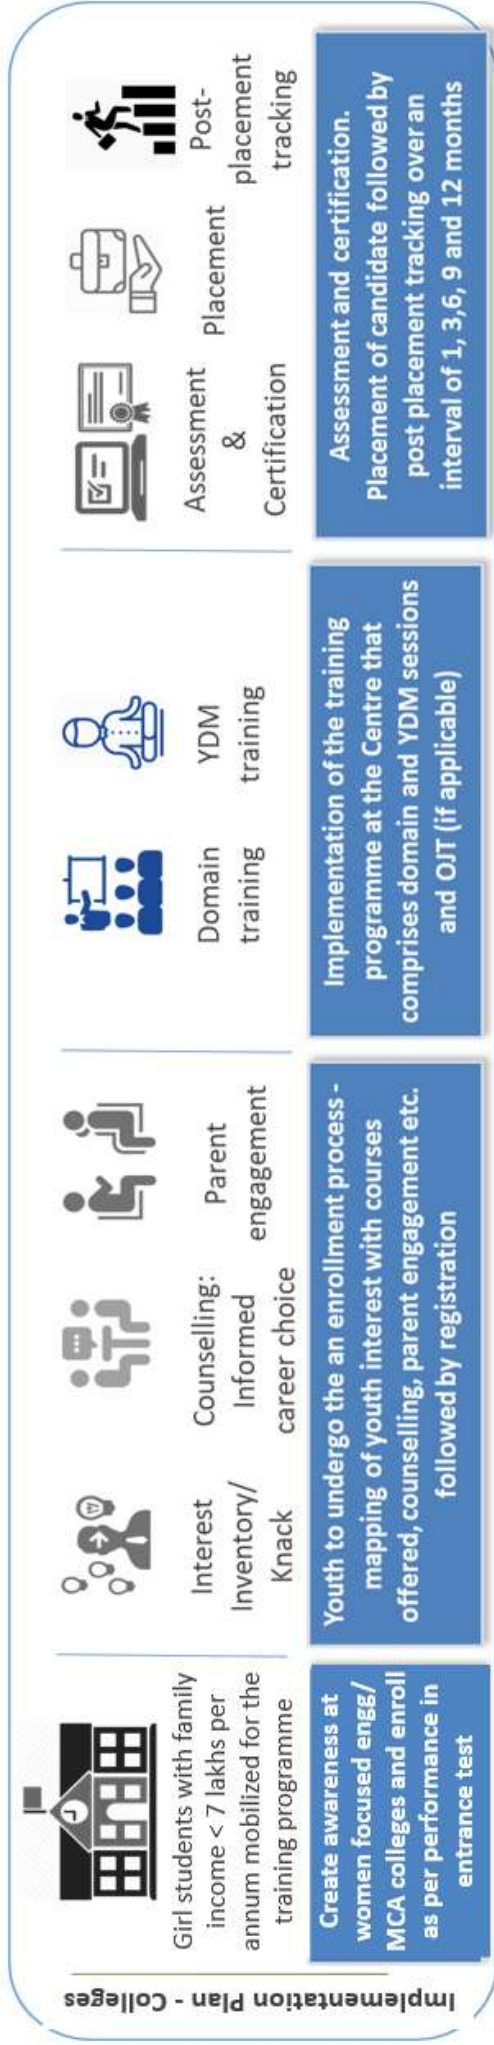 Implementation Plan - Colleges
Girl students with family
income < 7 lakhs per
annum mobilized for the
training programme
Create awareness at
women focused engg/
MCA colleges and enroll
as per performance in
entrance test
Interest
Inventory/
Knack
Counselling:
Informed
career choice
Parent
engagement
Youth to undergo the an enrollment process -
mapping of youth interest with courses
offered, counselling, parent engagement etc.
followed by registration
Domain
training
YDM
training
Implementation of the training
programme at the Centre that
comprises domain and YDM sessions
and OJT (if applicable)
Assessment
&
Certification
Placement
Post-
placement
tracking
Assessment and certification.
Placement of candidate followed by
post placement tracking over an
interval of 1, 3,6, 9 and 12 months